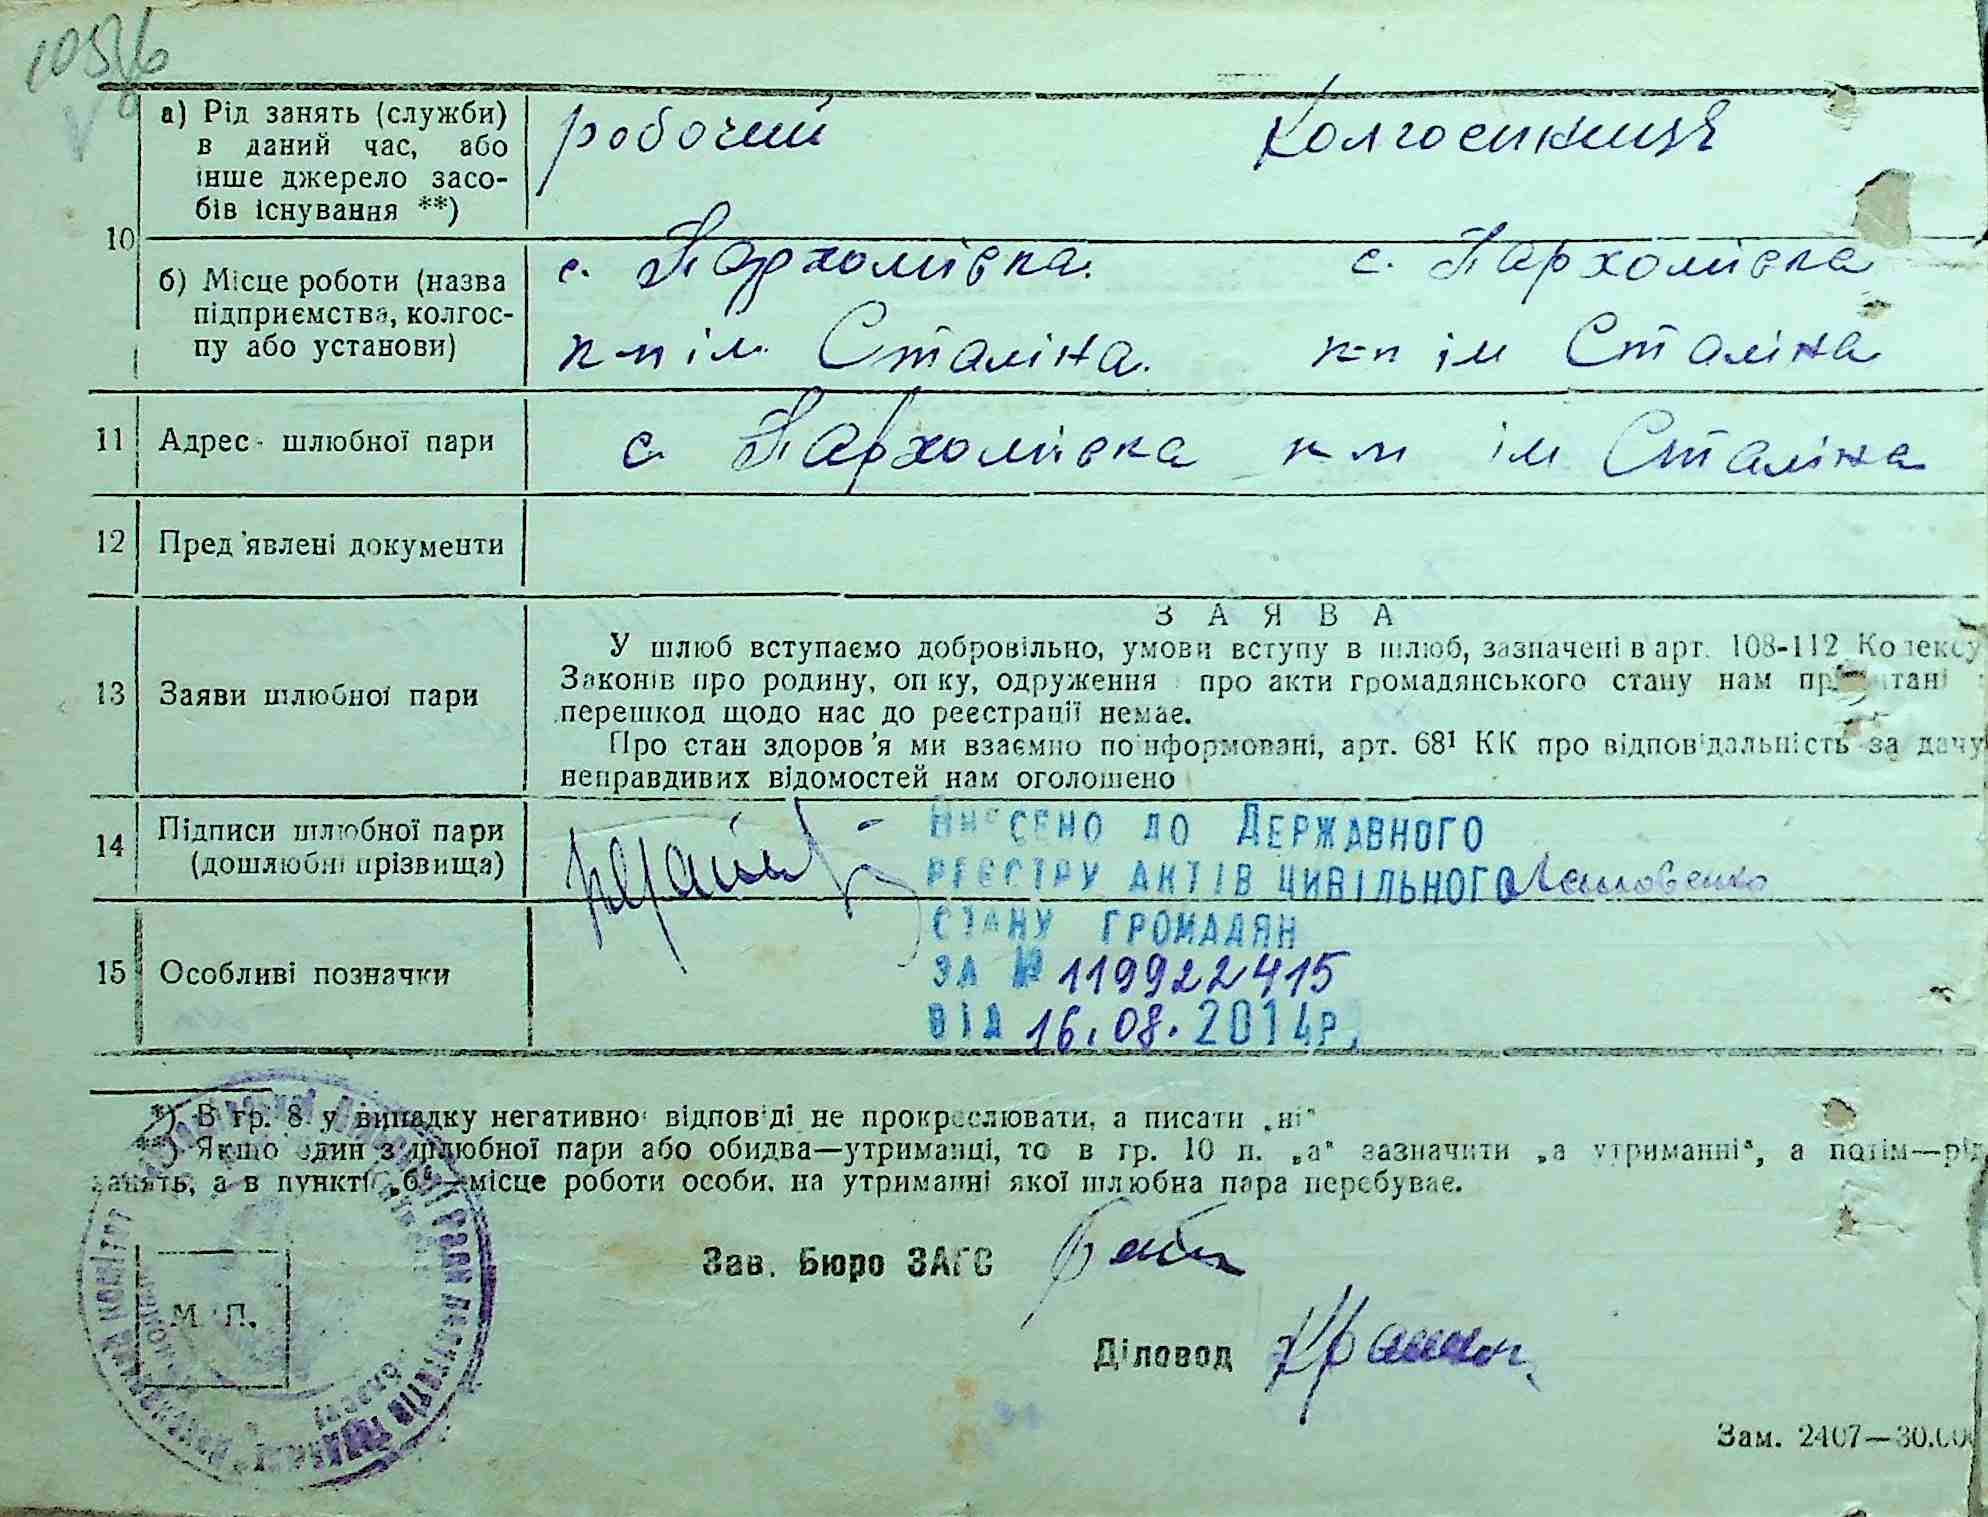 а) Рід занять (служби)
в даний час, або
інше джерело засо-
бів існування **)
робочий
колгоспниця
10
б) Місце роботи (назва
підприємства, колгос-
пу або установи)
с. Пархомівка.
с. Пархомівка
к-п ім. Сталіна.
к-п ім Сталіна
11 Адрес шлюбної пари
с. Пархомівка к-п ім Сталіна
12 Пред'явлені документи
ЗАЯВА
У шлюб вступаємо добровільно, умови вступу в шлюб, зазначені в арт. 108-112 Кодексу
Законів про родину, опіку, одруження про акти громадянського стану нам прочитані
перешкод щодо нас до реєстрації немає.
Про стан здоров'я ми взаємно поінформовані, арт. 68¹ КК про відповідальність за дачу
неправдивих відомостей нам оголошено
13 Заяви шлюбної пари
14 Підписи шлюбної пари
(дошлюбні прізвища)
Внесено до Державного
реєстру актів цивільного
стану громадян
за № 119922415
від 16.08.2014р.
15 Особливі позначки
*) В гр. 8 у випадку негативної відповіді не прокреслювати, а писати „ні"
**) Якщо один з шлюбної пари або обидва—утриманці, то в гр. 10 п. „а" зазначити „а утриманні", а потім—рід
занять, а в пункті „б"—місце роботи особи, на утриманні якої шлюбна пара перебуває.
Зав. Бюро ЗАГС
М. П.
Діловод
Зам. 2407—30.00